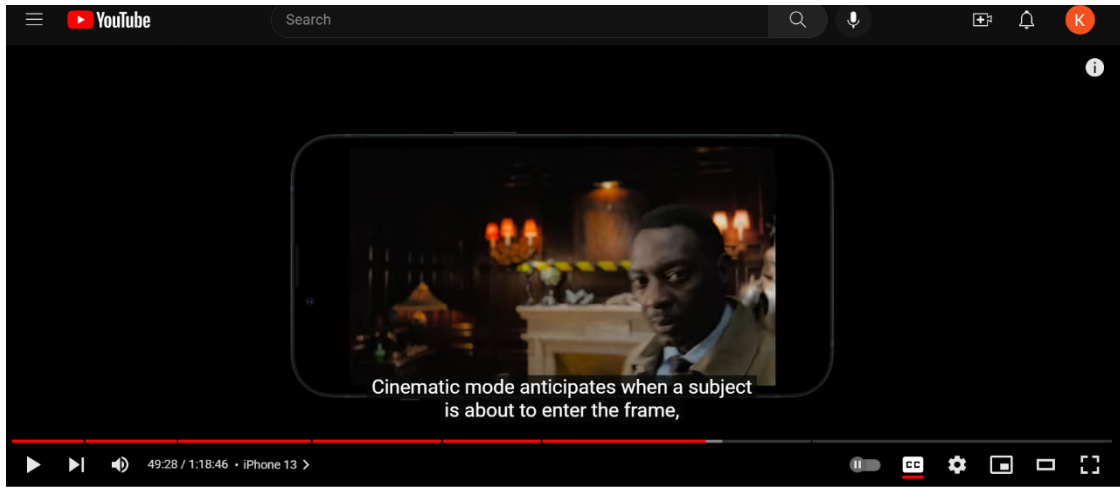 YouTube
Search
K
Cinematic mode anticipates when a subject
is about to enter the frame,
49:28 / 1:18:46 • iPhone 13 >
CC